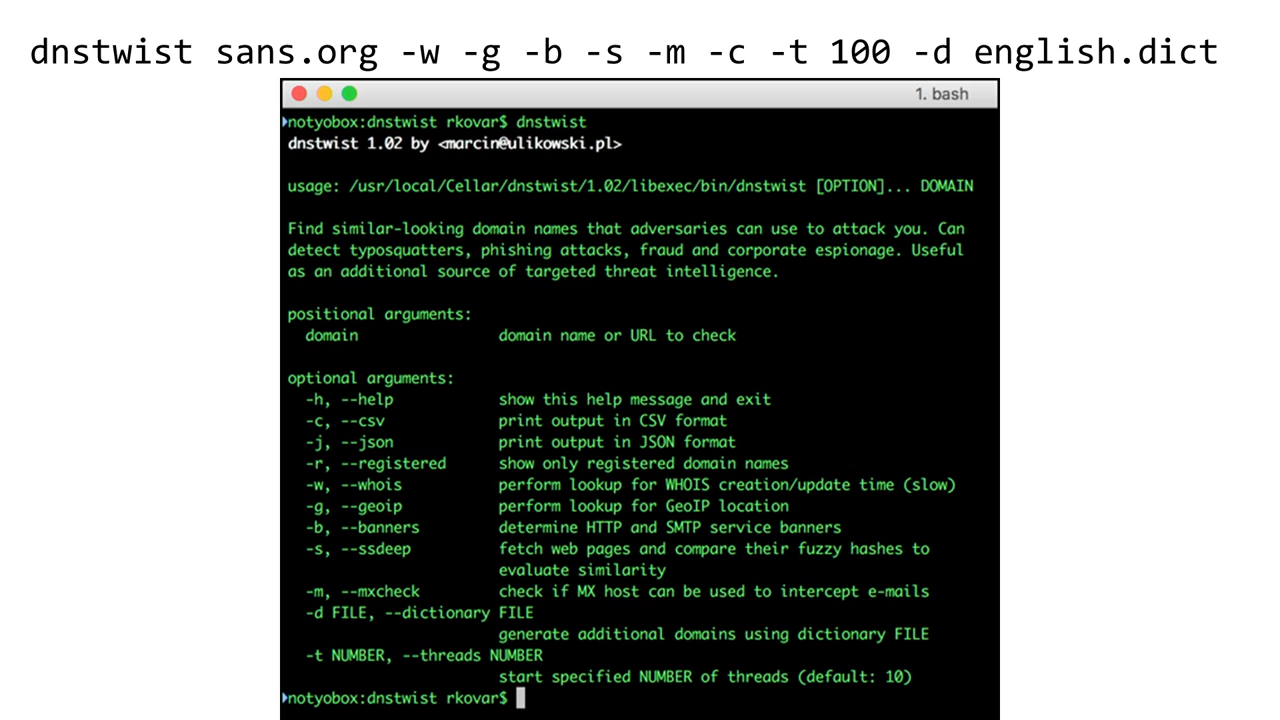 dnstwist sans.org -w -g -b -s -m -c -t 100 -d english.dict
1. bash
notyobox:dnstwist rkovar$ dnstwist
dnstwist 1.02 by <marcin@ulikowski.pl>
usage: /usr/local/Cellar/dnstwist/1.02/libexec/bin/dnstwist [OPTION]... DOMAIN
Find similar-looking domain names that adversaries can use to attack you. Can
detect typosquatters, phishing attacks, fraud and corporate espionage. Useful
as an additional source of targeted threat intelligence.
positional arguments:
domain domain name or URL to check
optional arguments:
-h, --help show this help message and exit
-c, --csv print output in CSV format
-j, --json print output in JSON format
-r, --registered show only registered domain names
-w, --whois perform lookup for WHOIS creation/update time (slow)
-g, --geoip perform lookup for GeoIP location
-b, --banners determine HTTP and SMTP service banners
-s, --ssdeep fetch web pages and compare their fuzzy hashes to
evaluate similarity
-m, --mxcheck check if MX host can be used to intercept e-mails
-d FILE, --dictionary FILE
generate additional domains using dictionary FILE
-t NUMBER, --threads NUMBER
start specified NUMBER of threads (default: 10)
notyobox:dnstwist rkovar$